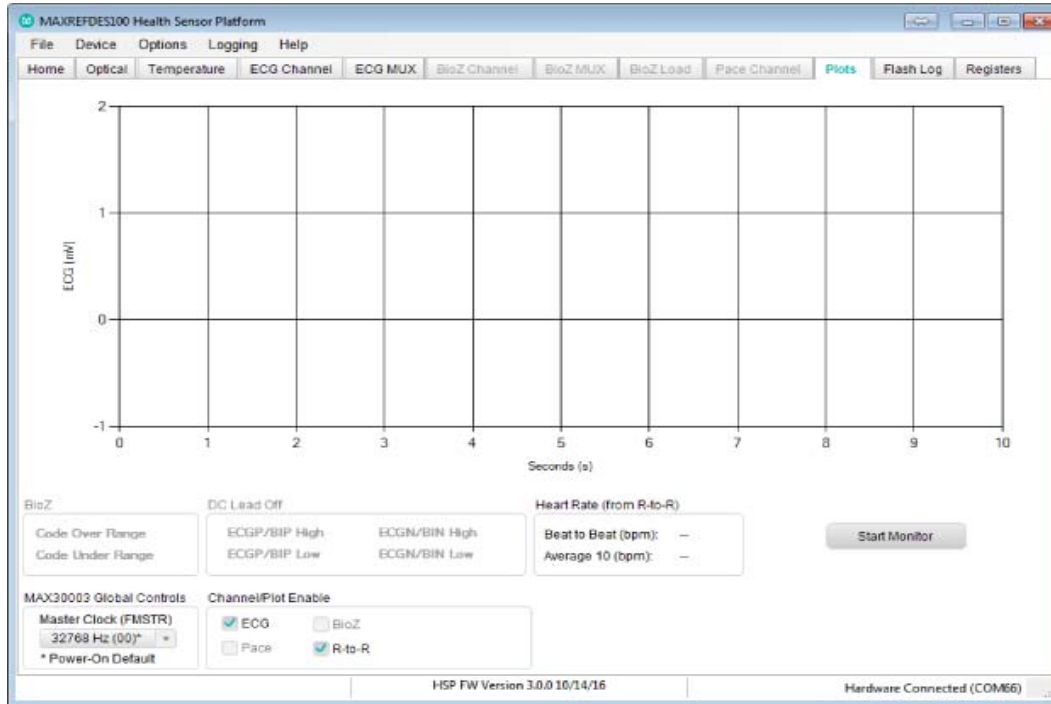 MAXREFDES100 Health Sensor Platform
File Device Options Logging Help
Home Optical Temperature ECG Channel ECG MUX BioZ Channel BioZ MUX BioZ Load Pace Channel Plots Flash Log Registers
2
1
0
-1
ECG (mV)
0 1 2 3 4 5 6 7 8 9 10
Seconds (s)
BioZ DC Lead Off Heart Rate (from R-to-R)
Code Over Range ECGP/BIP High ECGN/BIN High Beat to Beat (bpm): --
Code Under Range ECGP/BIP Low ECGN/BIN Low Average 10 (bpm): --
Start Monitor
MAX30003 Global Controls Channel/Plot Enable
Master Clock (FMSTR) ECG BioZ
32768 Hz (00)* Pace R-to-R
* Power-On Default
HSP FW Version 3.0.0 10/14/16 Hardware Connected (COM66)